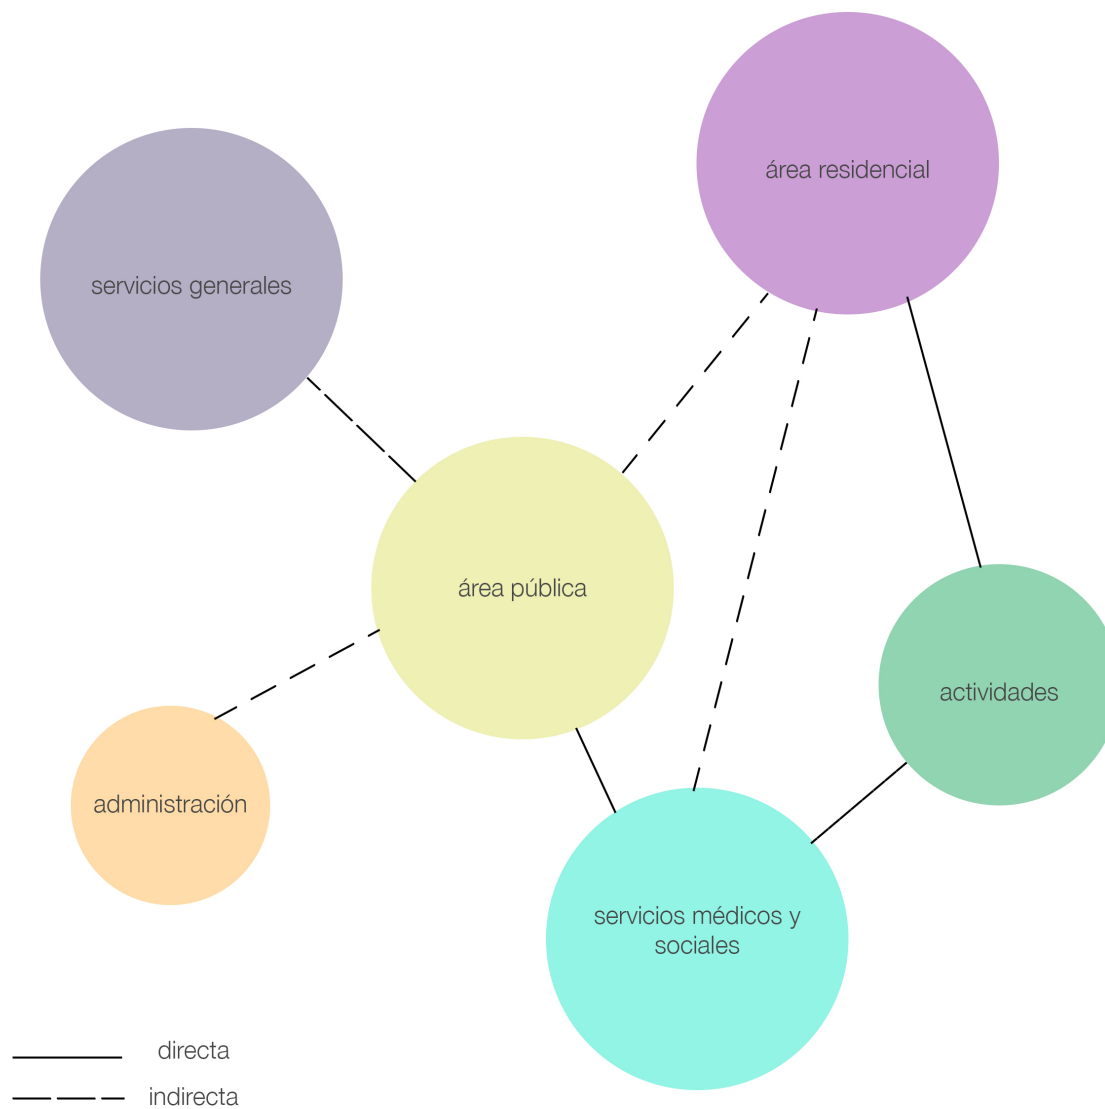 área residencial
servicios generales
área pública
actividades
administración
servicios médicos y
sociales
directa
indirecta